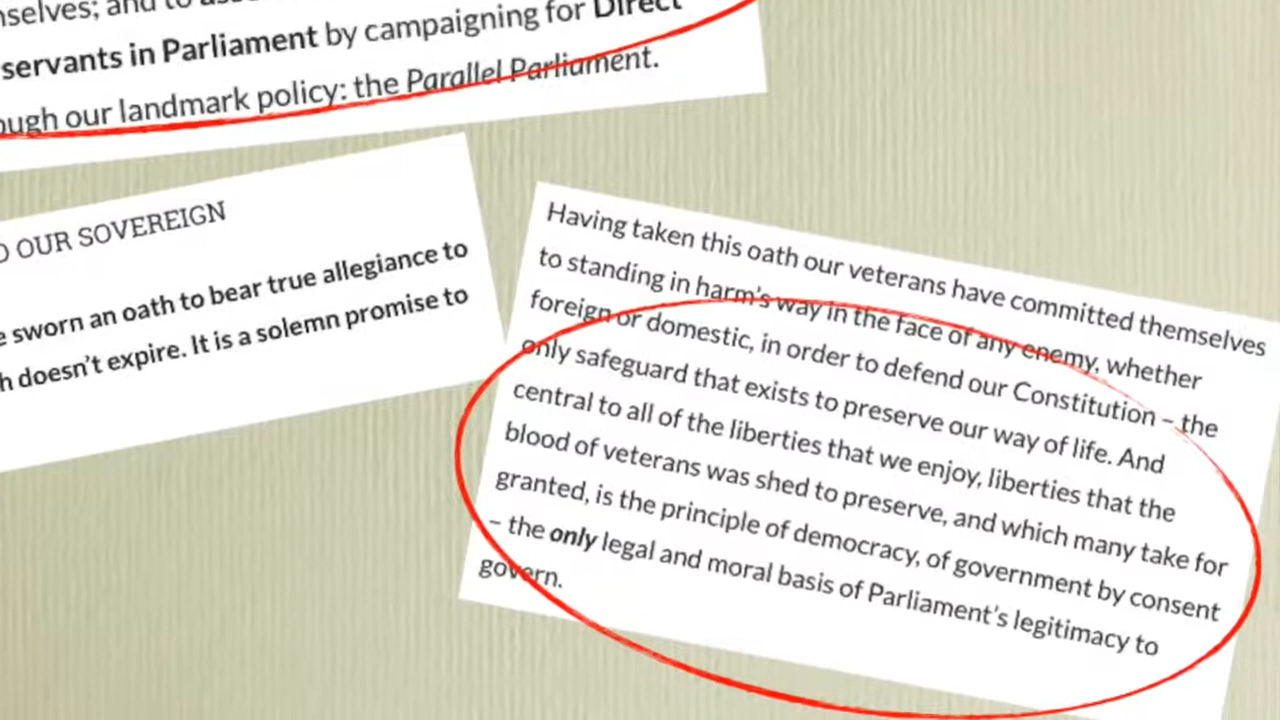 nselves; and to
servants in Parliament by campaigning for Direct
ough our landmark policy: the Parallel Parliament.
O OUR SOVEREIGN
e sworn an oath to bear true allegiance to
h doesn't expire. It is a solemn promise to
Having taken this oath our veterans have committed themselves
to standing in harm's way in the face of any enemy, whether
foreign or domestic, in order to defend our Constitution – the
only safeguard that exists to preserve our way of life. And
central to all of the liberties that we enjoy, liberties that the
blood of veterans was shed to preserve, and which many take for
granted, is the principle of democracy, of government by consent
– the only legal and moral basis of Parliament's legitimacy to
govern.